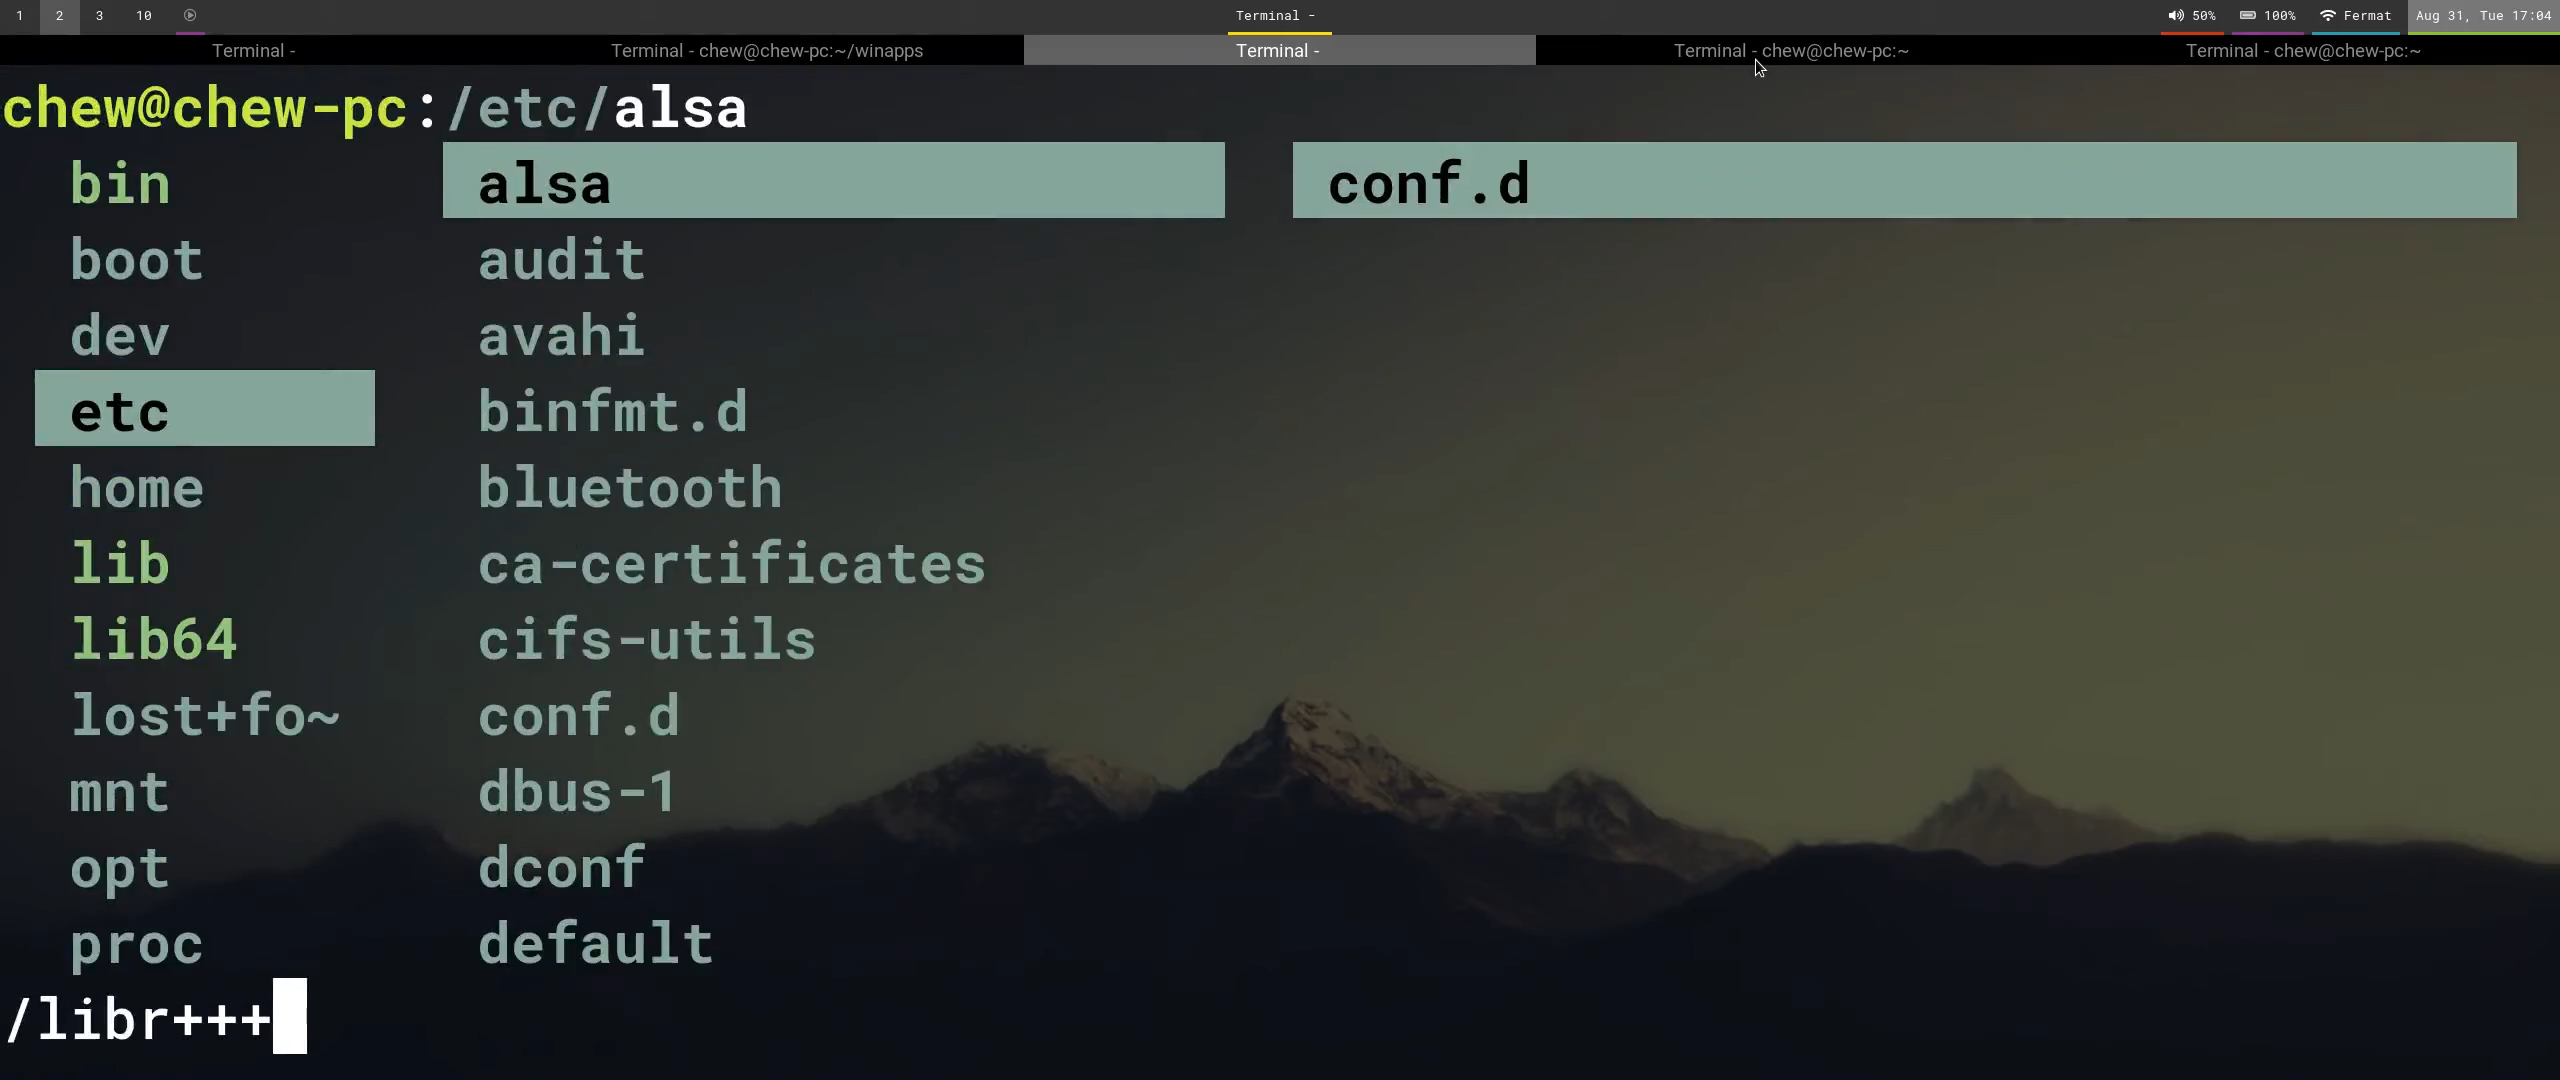 1 2 3 10 Terminal - 50% 100% Fermat Aug 31, Tue 17:04
Terminal - Terminal - chew@chew-pc:~/winapps Terminal - Terminal - chew@chew-pc:~ Terminal - chew@chew-pc:~
chew@chew-pc:/etc/alsa
bin alsa conf.d
boot audit
dev avahi
etc binfmt.d
home bluetooth
lib ca-certificates
lib64 cifs-utils
lost+fo~ conf.d
mnt dbus-1
opt dconf
proc default
/libr+++